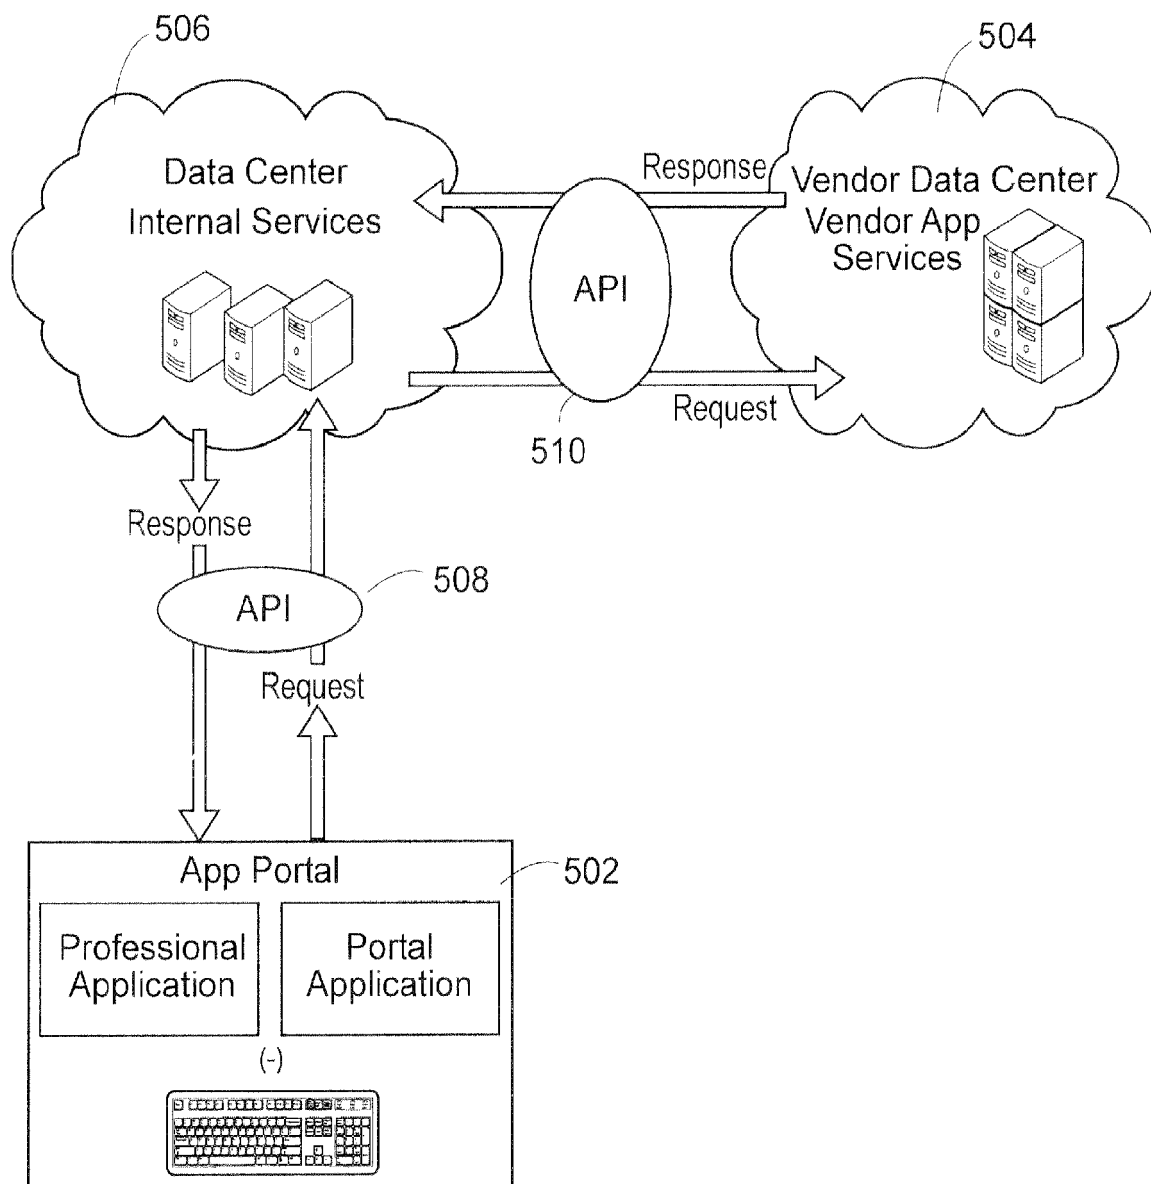 506
504
Data Center
Internal Services
Response
Vendor Data Center
Vendor App
Services
API
Request
510
Response
API
508
Request
App Portal
502
Professional
Application
Portal
Application
(-)